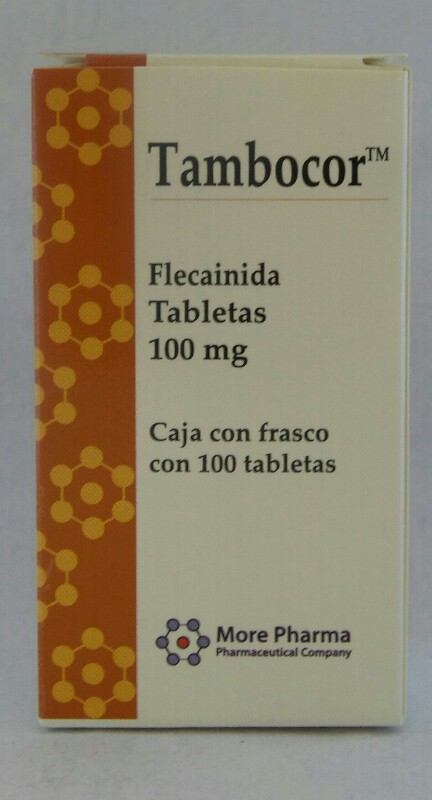 Tambocor™
Flecainida
Tabletas
100 mg
Caja con frasco
con 100 tabletas
More Pharma
Pharmaceutical Company